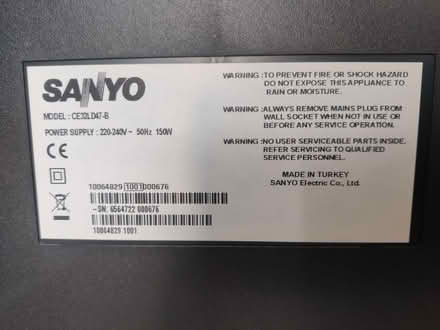 SANYO
MODEL : CE32LD47-B
POWER SUPPLY : 220-240V~ 50Hz 150W
CE
10064829 1001 000676
-SN: 6564722 000676
10064829 1001
WARNING :TO PREVENT FIRE OR SHOCK HAZARD
DO NOT EXPOSE THIS APPLIANCE TO
RAIN OR MOISTURE.
WARNING :ALWAYS REMOVE MAINS PLUG FROM
WALL SOCKET WHEN NOT IN USE OR
BEFORE ANY SERVICE OPERATION.
WARNING :NO USER SERVICEABLE PARTS INSIDE.
REFER SERVICING TO QUALIFIED
SERVICE PERSONNEL.
MADE IN TURKEY
SANYO Electric Co., Ltd.